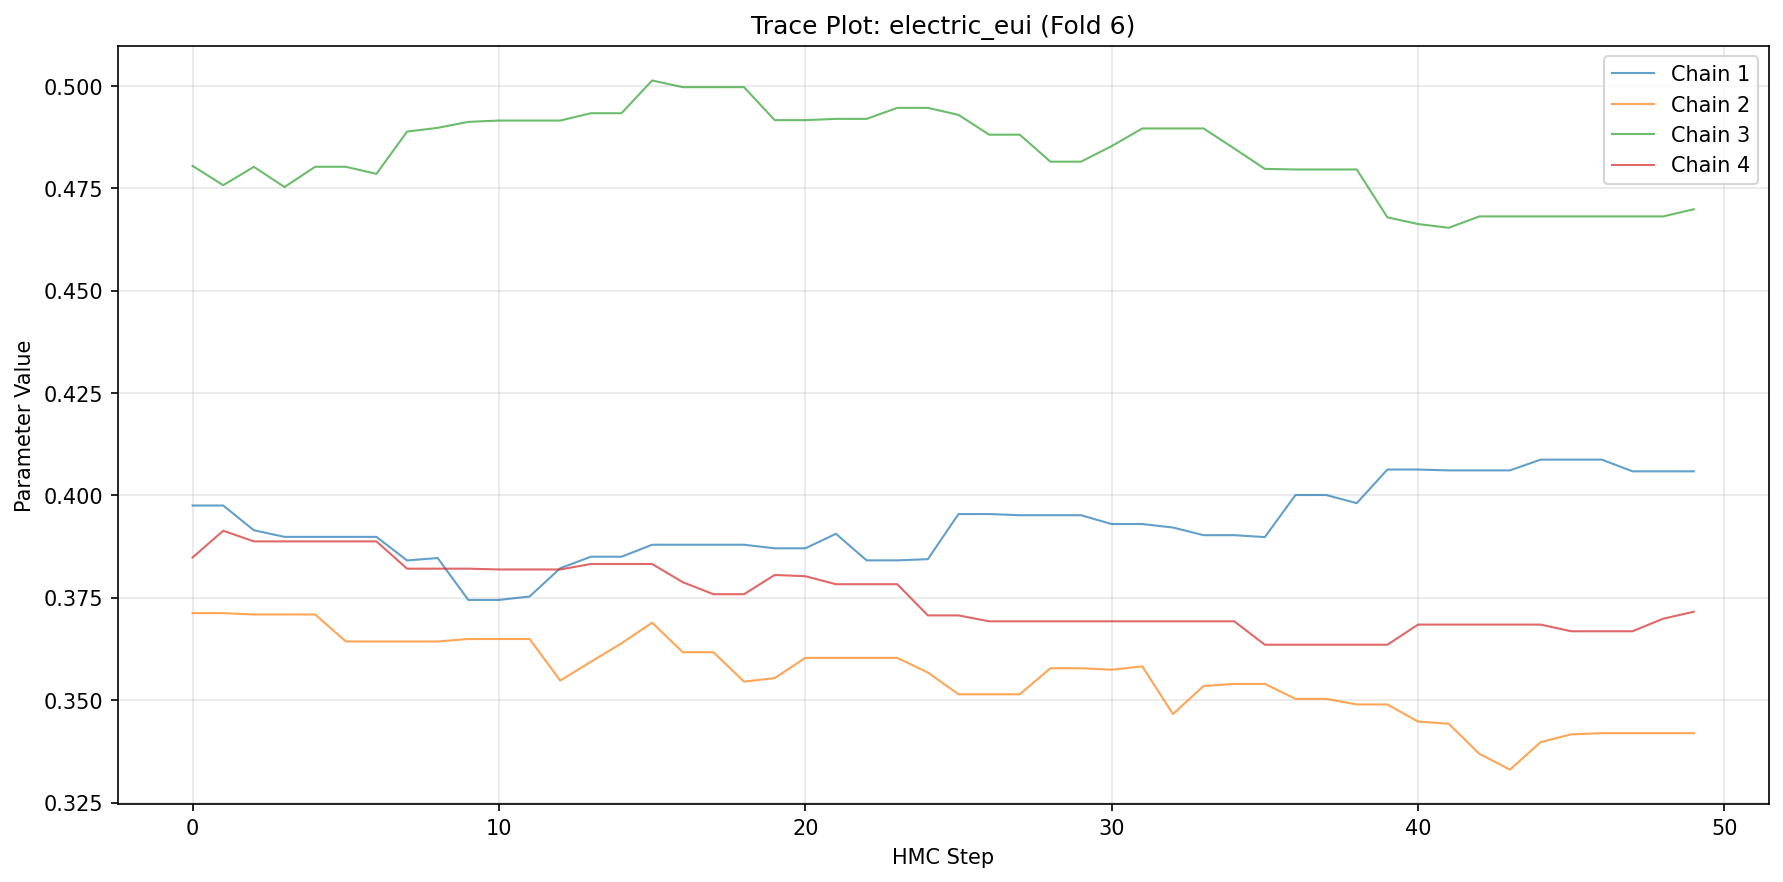 Trace Plot: electric_eui (Fold 6)
Chain 1
Chain 2
Chain 3
Chain 4
Parameter Value
0.500
0.475
0.450
0.425
0.400
0.375
0.350
0.325
0 10 20 30 40 50
HMC Step